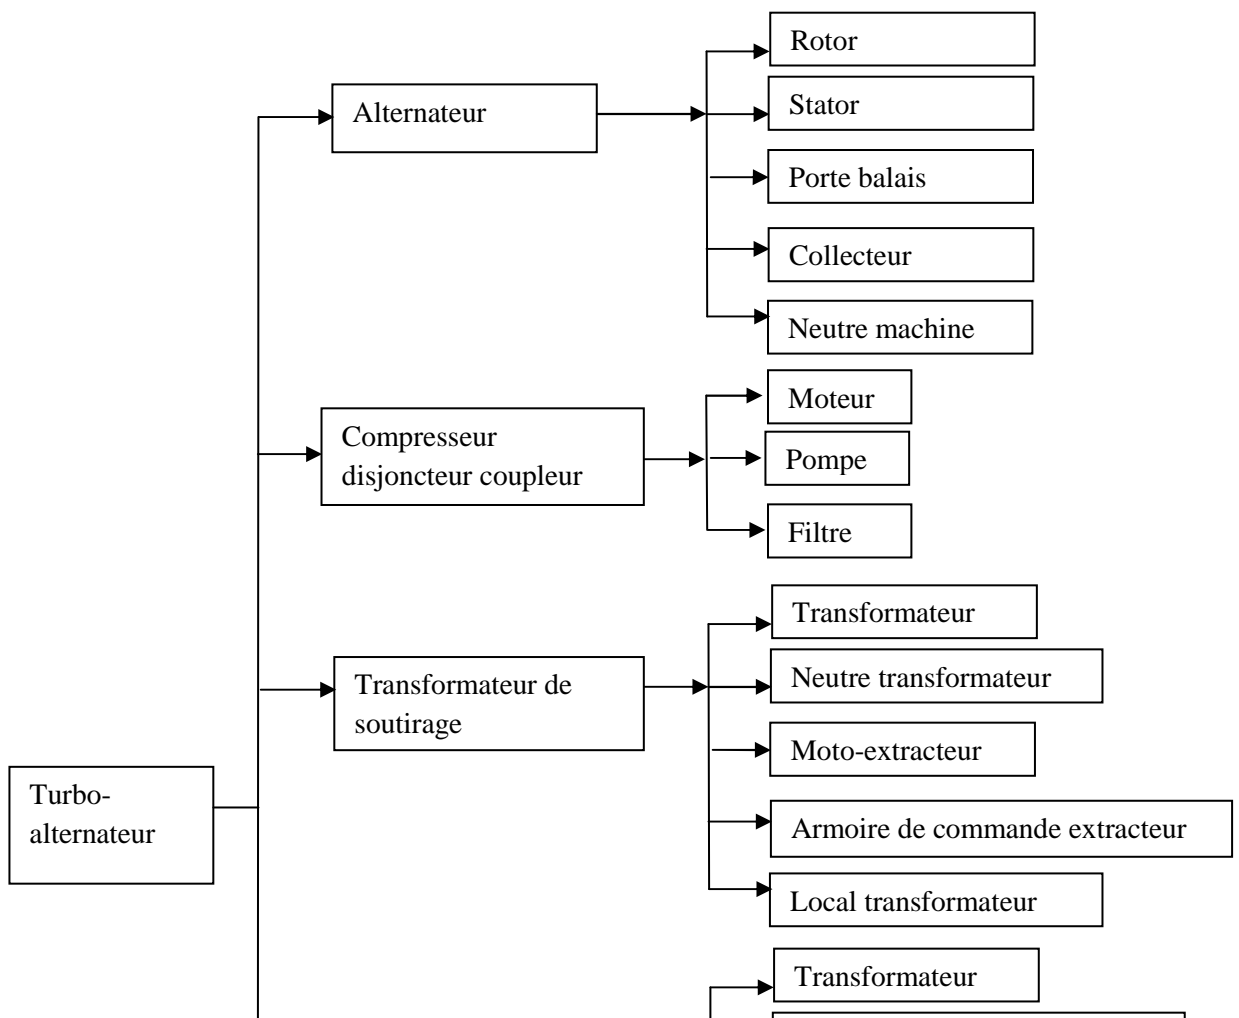 Rotor
Alternateur
Stator
Porte balais
Collecteur
Neutre machine
Moteur
Compresseur
disjoncteur coupleur
Pompe
Filtre
Transformateur
Transformateur de
soutirage
Neutre transformateur
Moto-extracteur
Turbo-
alternateur
Armoire de commande extracteur
Local transformateur
Transformateur